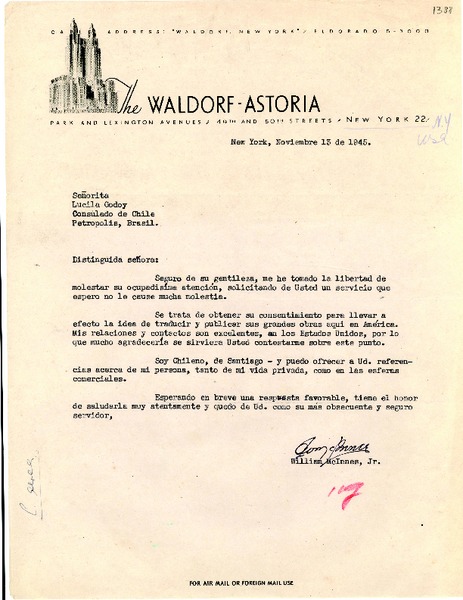 1388
CABLE ADDRESS: "WALDORF, NEW YORK" / ELDORADO 5-3000
The WALDORF-ASTORIA
PARK AND LEXINGTON AVENUES / 49TH AND 50TH STREETS / NEW YORK 22, N.Y.
New York, Noviembre 13 de 1945.
Señorita
Lucila Godoy
Consulado de Chile
Petropolis, Brasil.
Distinguida señora:
Seguro de su gentileza, me he tomado la libertad de
molestar su ocupadisima atención, solicitando de Usted un servicio que
espero no le cause mucha molestia.
Se trata de obtener su consentimiento para llevar a
efecto la idea de traducir y publicar sus grandes obras aqui en América.
Mis relaciones y contactos son excelentes, en los Estados Unidos, por lo
que mucho agradeceria se sirviera Usted contestarme sobre este punto.
Soy Chileno, de Santiago - y puedo ofrecer a Ud. referen-
cias acerca de mi persona, tanto de mi vida privada, como en las esferas
comerciales.
Esperando en breve una respuesta favorable, tiene el honor
de saludarla muy atentamente y quedo de Ud. como su más obsecuente y seguro
servidor,
William McInnes, Jr.
FOR AIR MAIL OR FOREIGN MAIL USE